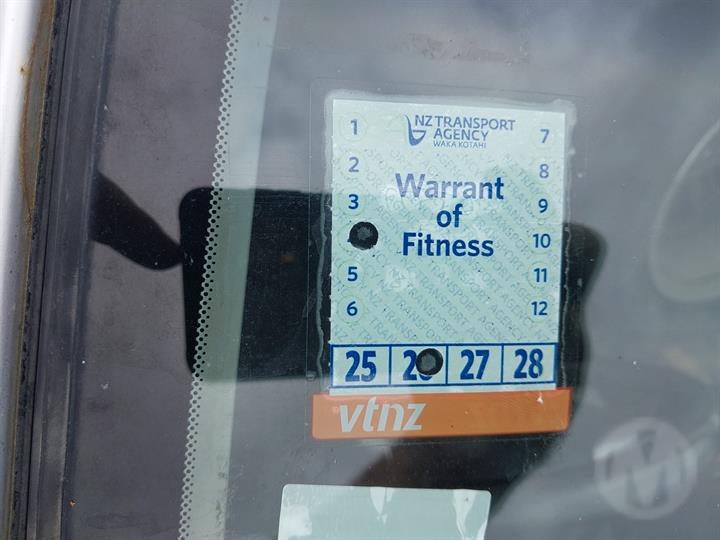 NZ TRANSPORT
AGENCY
WAKA KOTAHI
1 7
2 8
3 9
10
5 11
6 12
Warrant
of
Fitness
25 26 27 28
vtnz
M